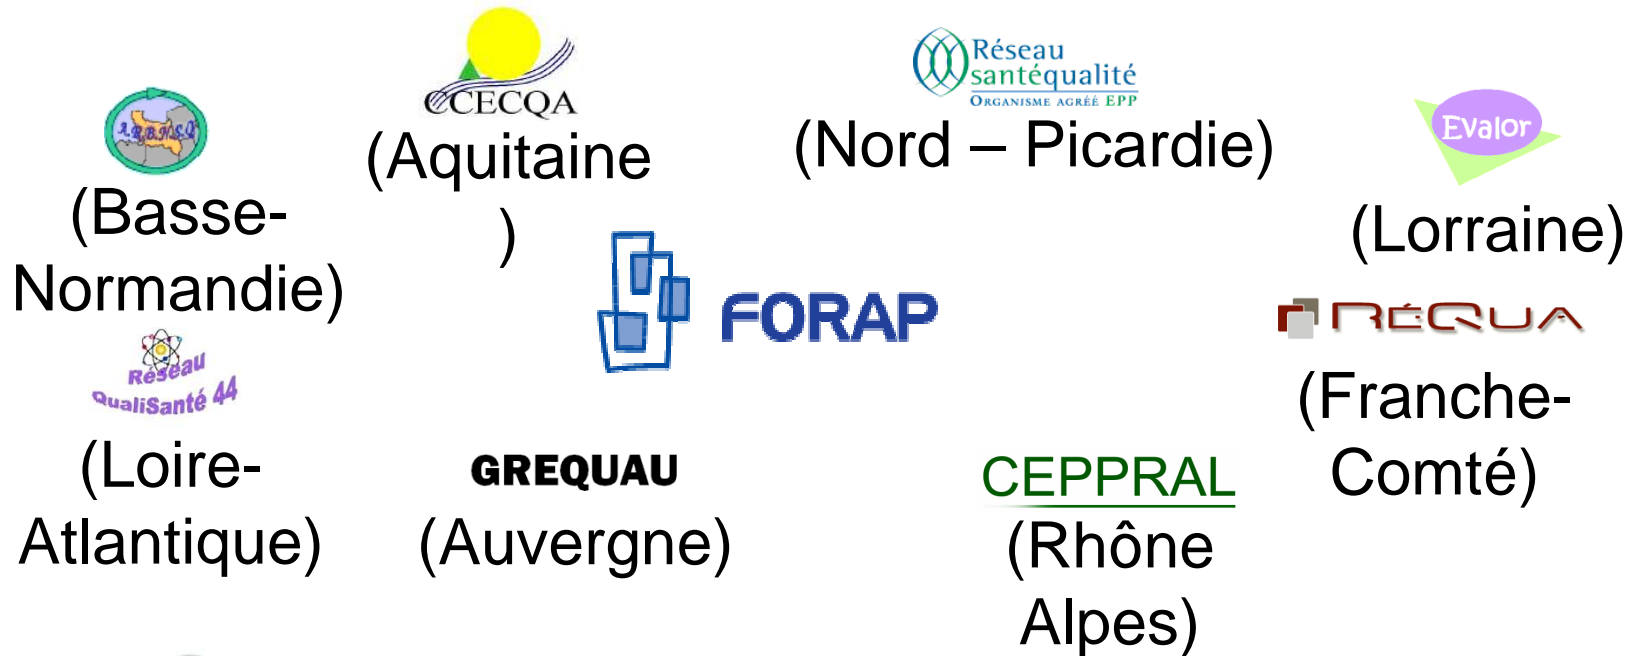 A.R.B.N.S.Q
(Basse-
Normandie)
CCECQA
(Aquitaine
)
Réseau
santéqualité
ORGANISME AGRÉÉ EPP
(Nord – Picardie)
Evalor
(Lorraine)
FORAP
RÉQUA
(Franche-
Comté)
Réseau
QualiSanté 44
(Loire-
Atlantique)
GREQUAU
(Auvergne)
CEPPRAL
(Rhône
Alpes)